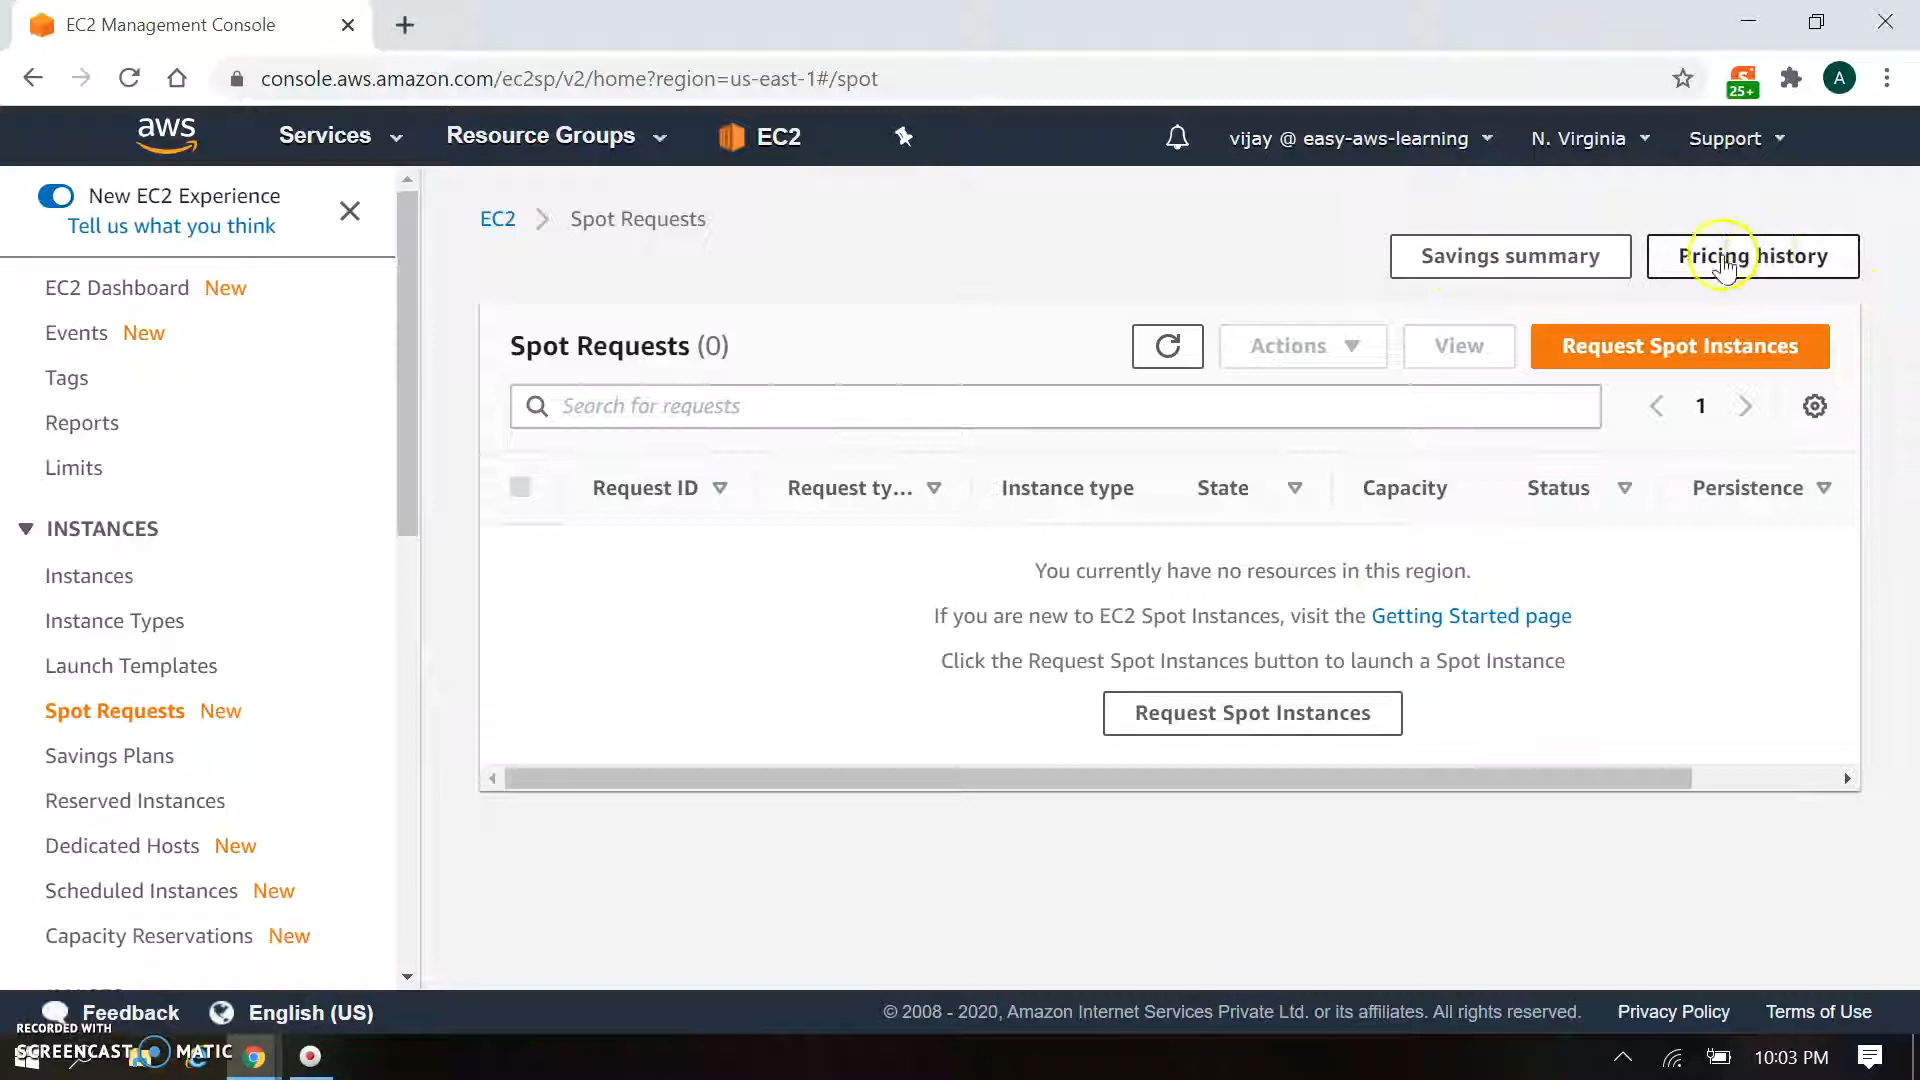 EC2 Management Console
console.aws.amazon.com/ec2sp/v2/home?region=us-east-1#/spot
25+
A
aws
Services
Resource Groups
EC2
vijay @ easy-aws-learning
N. Virginia
Support
New EC2 Experience
Tell us what you think
EC2 Dashboard New
Events New
Tags
Reports
Limits
INSTANCES
Instances
Instance Types
Launch Templates
Spot Requests New
Savings Plans
Reserved Instances
Dedicated Hosts New
Scheduled Instances New
Capacity Reservations New
EC2 > Spot Requests
Savings summary
Pricing history
Spot Requests (0)
Actions
View
Request Spot Instances
Search for requests
1
Request ID
Request ty...
Instance type
State
Capacity
Status
Persistence
You currently have no resources in this region.
If you are new to EC2 Spot Instances, visit the Getting Started page
Click the Request Spot Instances button to launch a Spot Instance
Request Spot Instances
Feedback
English (US)
© 2008 - 2020, Amazon Internet Services Private Ltd. or its affiliates. All rights reserved.
Privacy Policy
Terms of Use
RECORDED WITH
SCREENCAST MATIC
10:03 PM